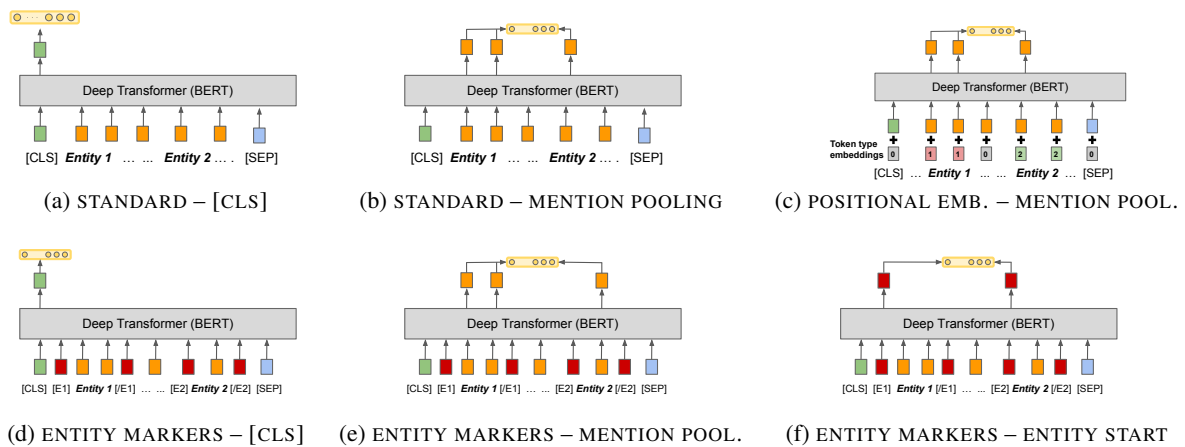 Deep Transformer (BERT)
[CLS] Entity 1 ... ... Entity 2 ... . [SEP]
(a) STANDARD – [CLS]
Deep Transformer (BERT)
[CLS] Entity 1 ... ... Entity 2 ... . [SEP]
(b) STANDARD – MENTION POOLING
Deep Transformer (BERT)
+ + + + + + +
Token type
embeddings
0 1 1 0 2 2 0
[CLS] ... Entity 1 ... ... Entity 2 ... [SEP]
(c) POSITIONAL EMB. – MENTION POOL.
Deep Transformer (BERT)
[CLS] [E1] Entity 1 [/E1] ... ... [E2] Entity 2 [/E2] [SEP]
(d) ENTITY MARKERS – [CLS]
Deep Transformer (BERT)
[CLS] [E1] Entity 1 [/E1] ... ... [E2] Entity 2 [/E2] [SEP]
(e) ENTITY MARKERS – MENTION POOL.
Deep Transformer (BERT)
[CLS] [E1] Entity 1 [/E1] ... ... [E2] Entity 2 [/E2] [SEP]
(f) ENTITY MARKERS – ENTITY START